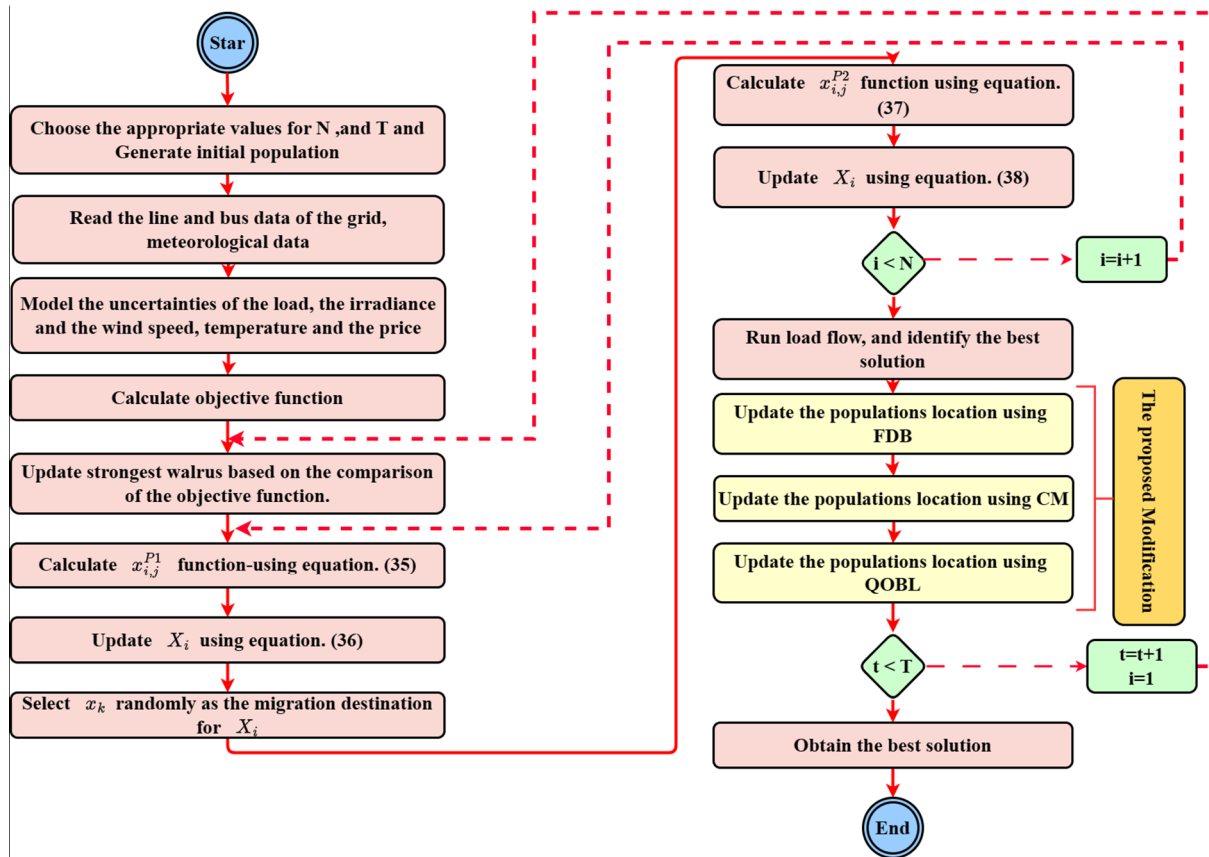 Star
Choose the appropriate values for N ,and T and
Generate initial population
Read the line and bus data of the grid,
meteorological data
Model the uncertainties of the load, the irradiance
and the wind speed, temperature and the price
Calculate objective function
Update strongest walrus based on the comparison
of the objective function.
Calculate $x_{i,j}^{P1}$ function-using equation. (35)
Update $X_i$ using equation. (36)
Select $x_k$ randomly as the migration destination
for $X_i$
Calculate $x_{i,j}^{P2}$ function using equation.
(37)
Update $X_i$ using equation. (38)
i < N
i=i+1
Run load flow, and identify the best
solution
Update the populations location using
FDB
Update the populations location using CM
Update the populations location using
QOBL
The proposed Modification
t < T
t=t+1
i=1
Obtain the best solution
End